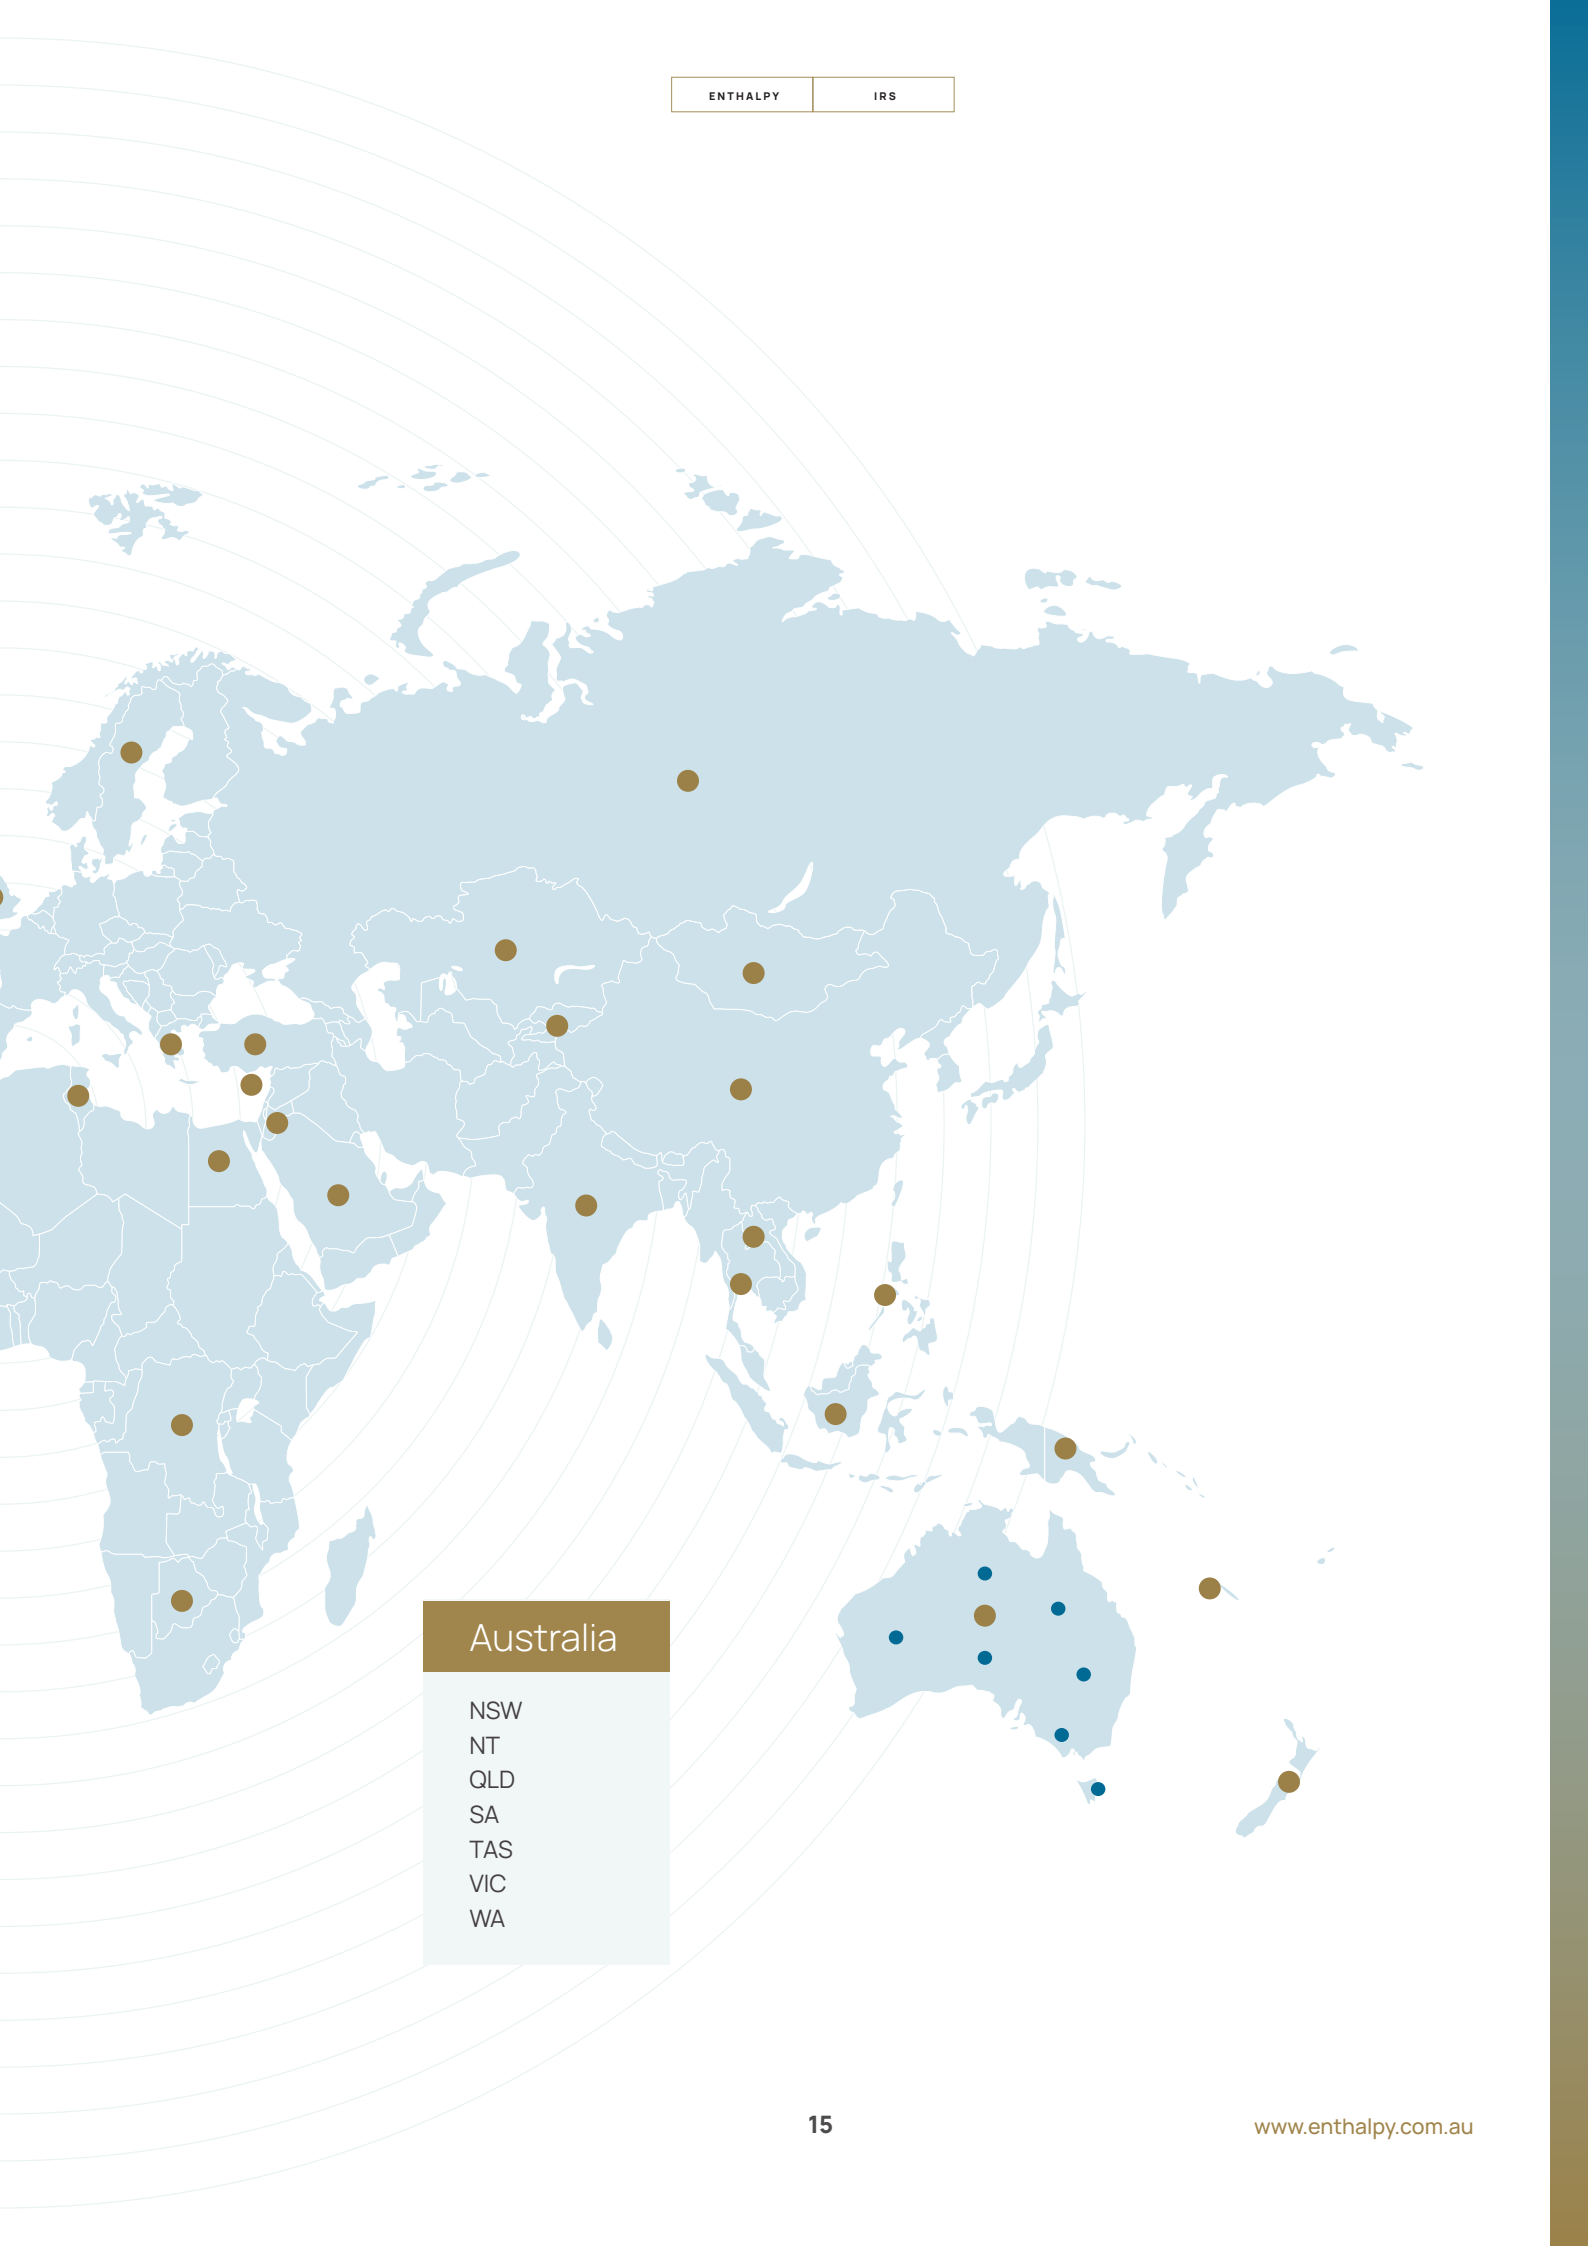 ENTHALPY
IRS
Australia
NSW
NT
QLD
SA
TAS
VIC
WA
15
www.enthalpy.com.au